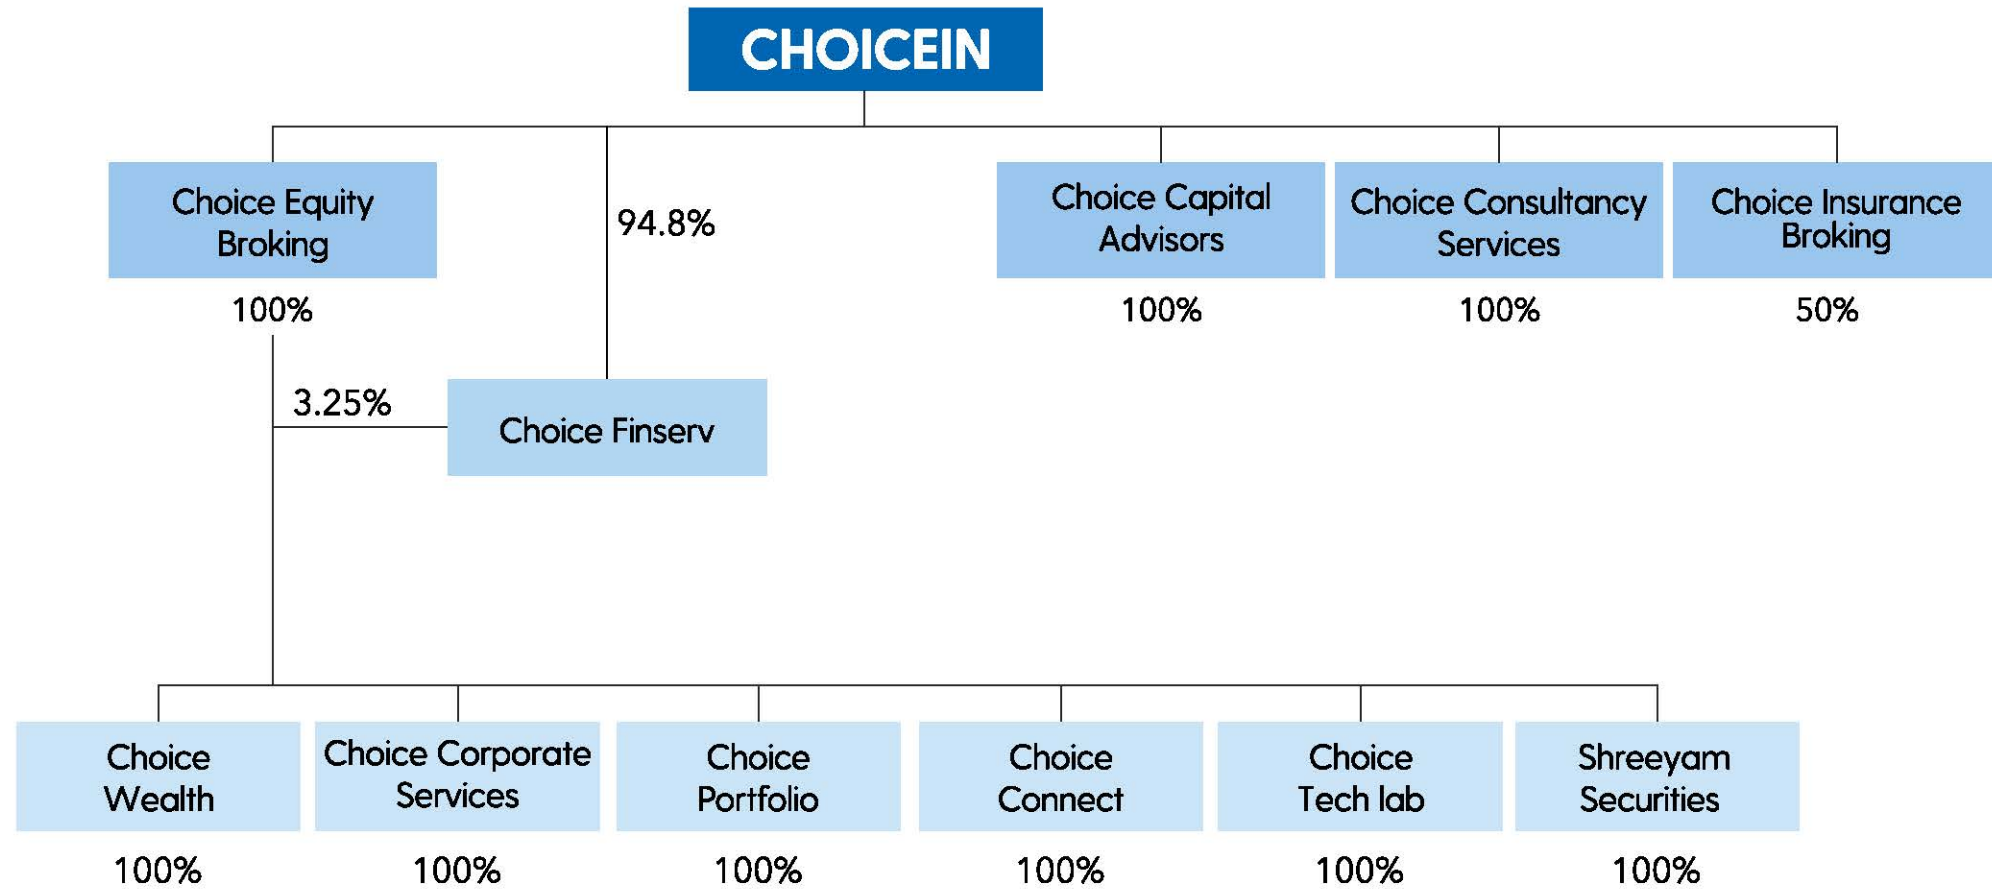 CHOICEIN
Choice Equity
Broking
100%
94.8%
Choice Capital
Advisors
100%
Choice Consultancy
Services
100%
Choice Insurance
Broking
50%
3.25%
Choice Finserv
Choice
Wealth
100%
Choice Corporate
Services
100%
Choice
Portfolio
100%
Choice
Connect
100%
Choice
Tech lab
100%
Shreeyam
Securities
100%